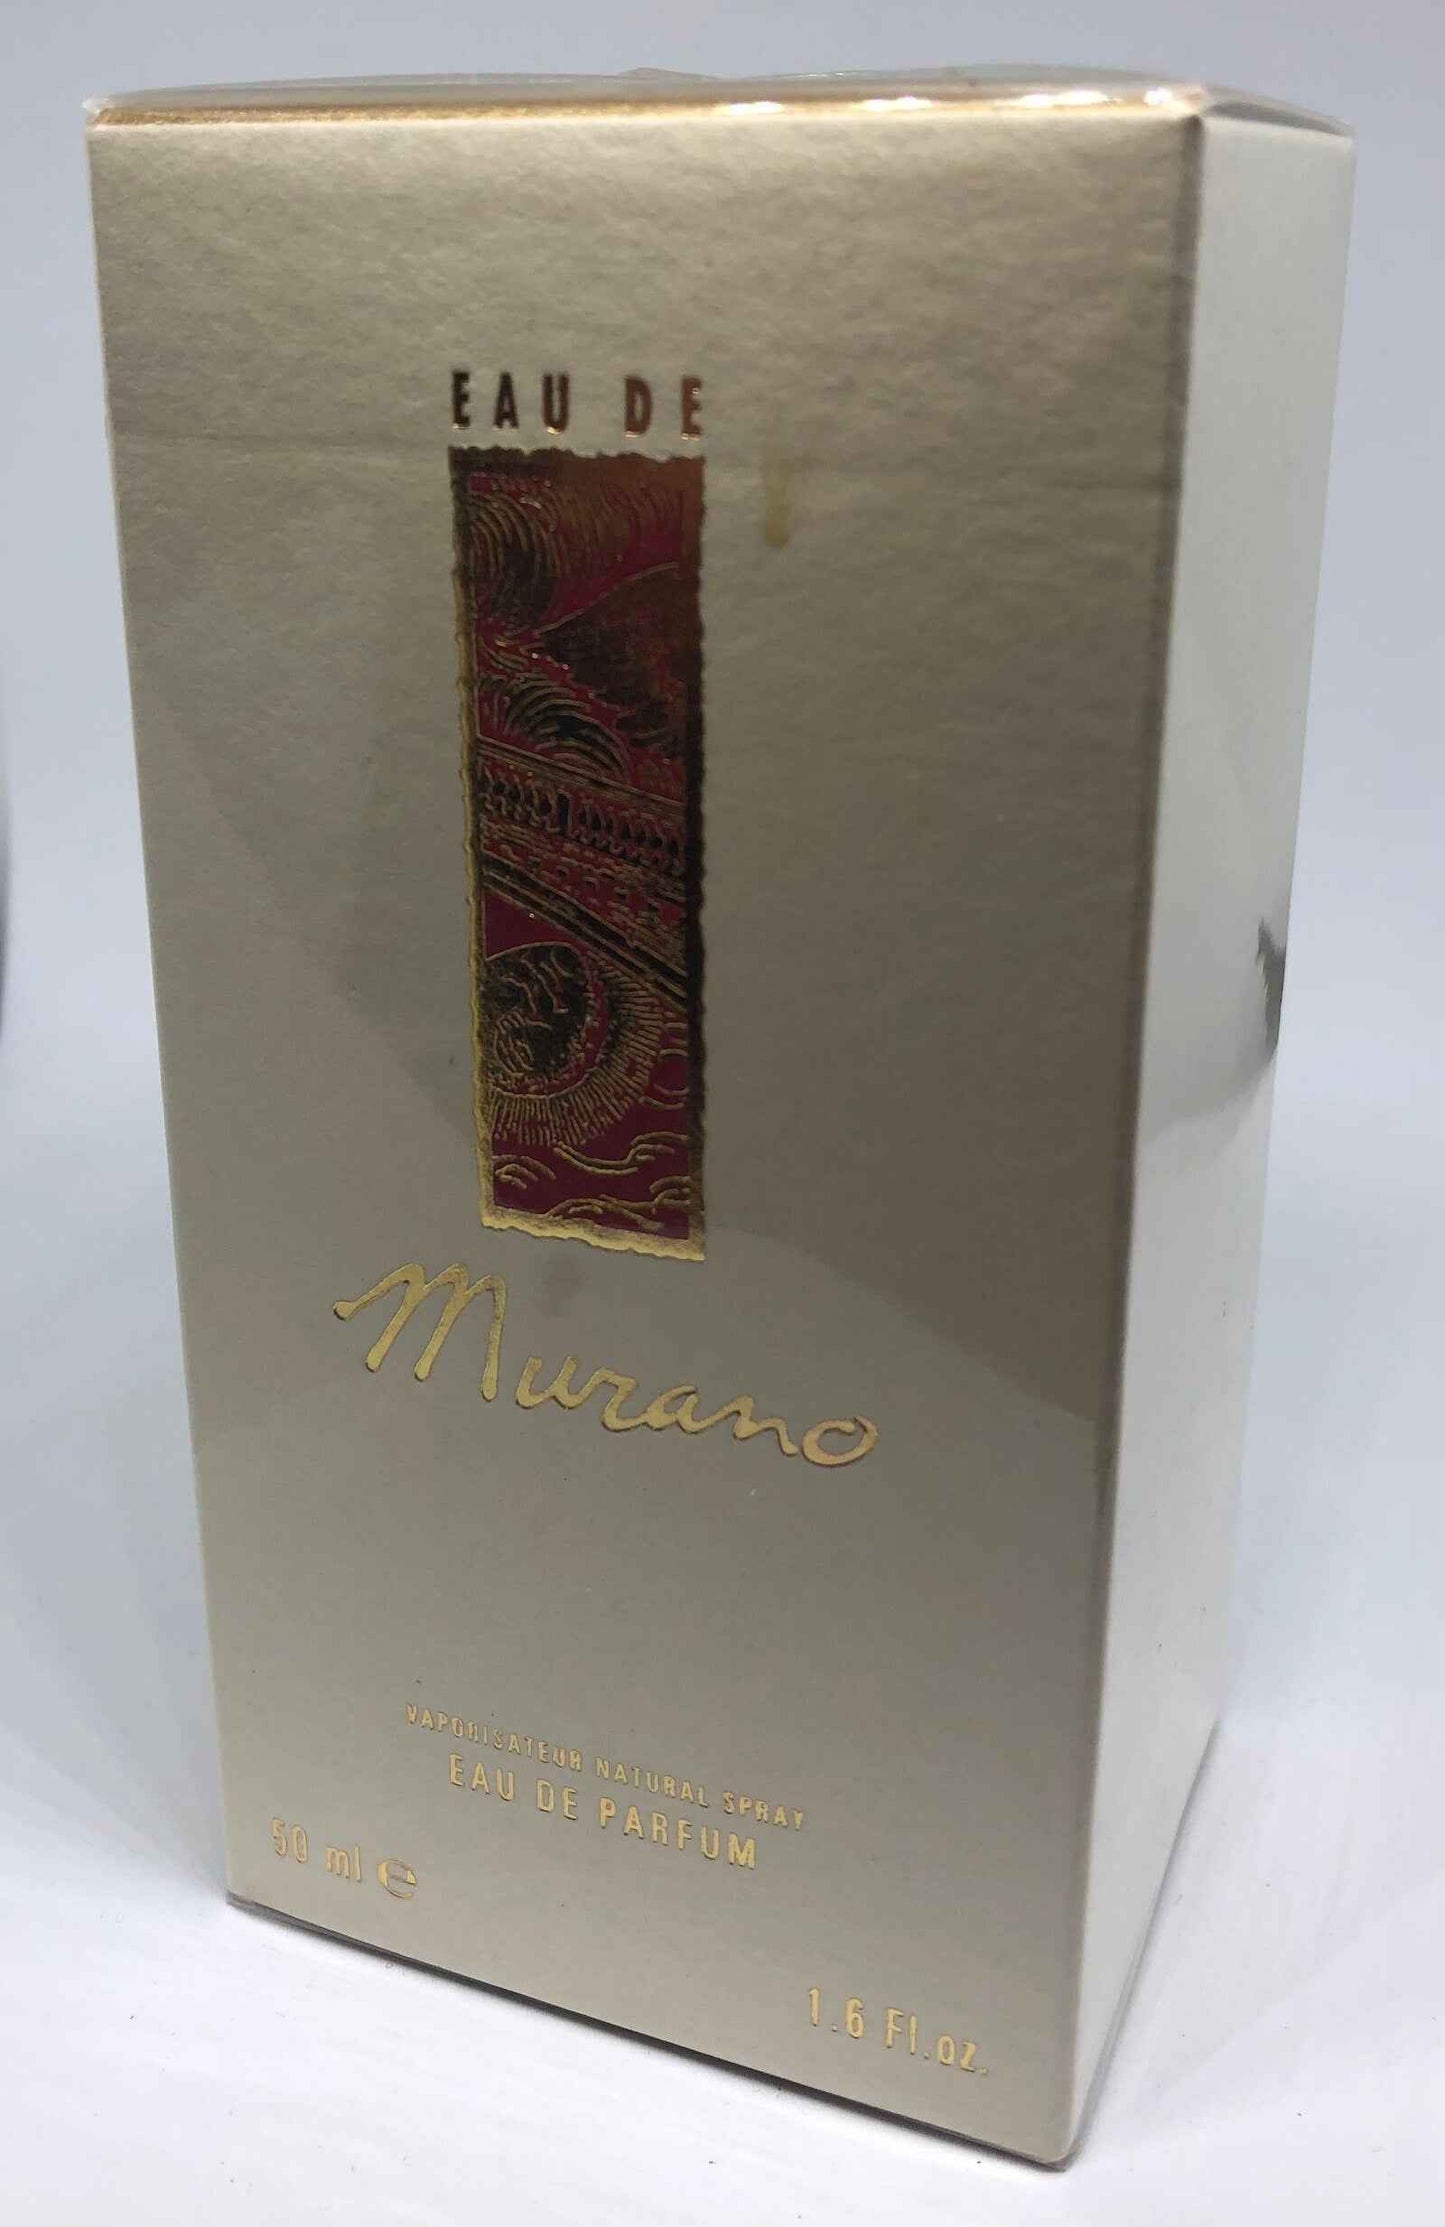 EAU DE
Murano
VAPORISATEUR NATURAL SPRAY
EAU DE PARFUM
50 ml ℮
1.6 Fl.oz.